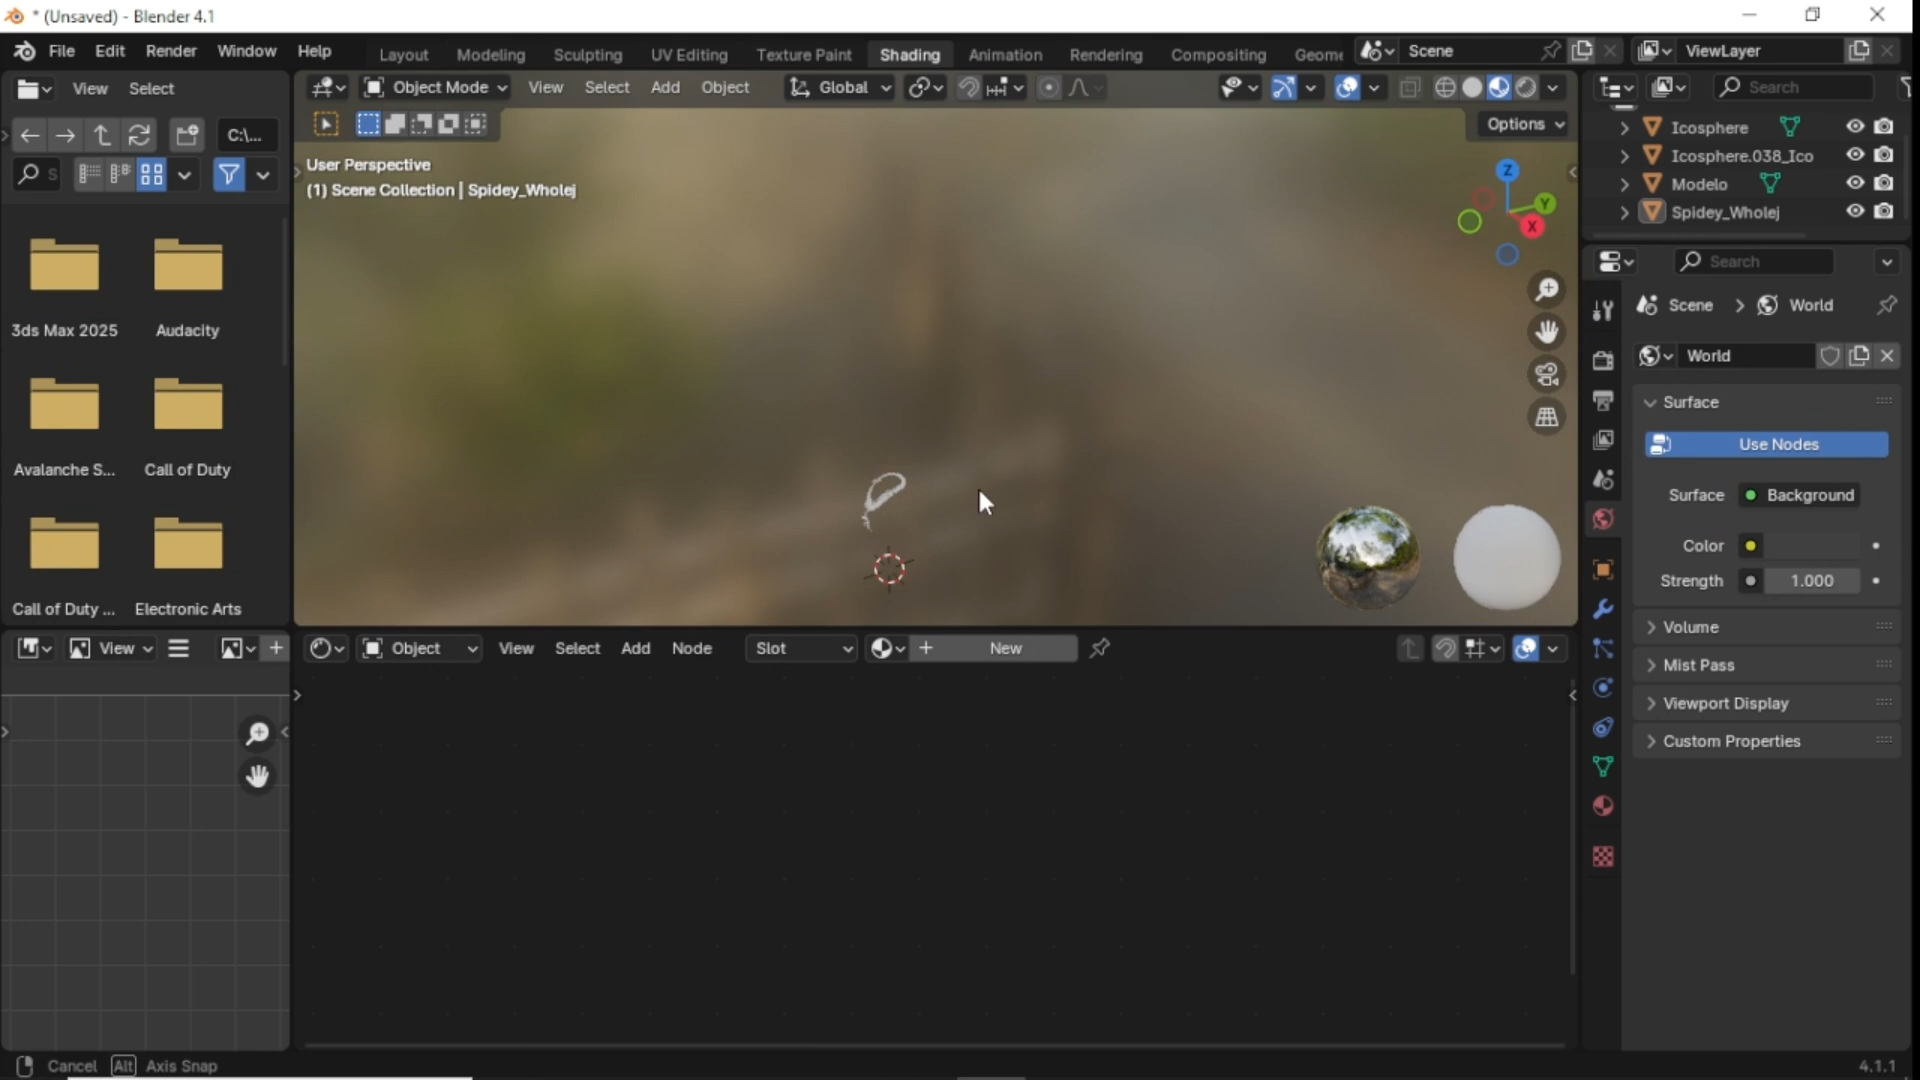 * (Unsaved) - Blender 4.1
File Edit Render Window Help
Layout Modeling Sculpting UV Editing Texture Paint Shading Animation Rendering Compositing Geome
Scene
ViewLayer
View Select
Object Mode View Select Add Object
Global
Search
C:\...
S
Options
User Perspective
(1) Scene Collection | Spidey_Wholej
Z
Y
X
Icosphere
Icosphere.038_Ico
Modelo
Spidey_Wholej
Search
Scene > World
World
Surface
Use Nodes
Surface Background
Color
Strength 1.000
Volume
Mist Pass
Viewport Display
Custom Properties
3ds Max 2025 Audacity
Avalanche S... Call of Duty
Call of Duty ... Electronic Arts
View
Object View Select Add Node
Slot
New
Cancel Alt Axis Snap
4.1.1